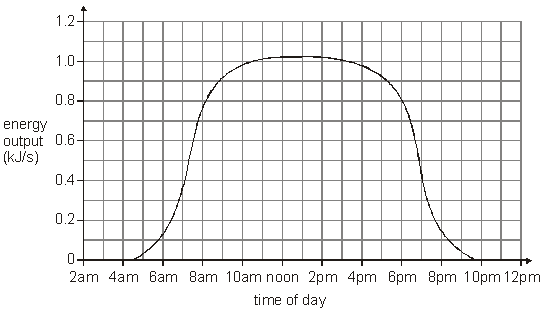 1.2
1.0
0.8
0.6
0.4
0.2
0
energy
output
(kJ/s)
2am 4am 6am 8am 10am noon 2pm 4pm 6pm 8pm 10pm 12pm
time of day